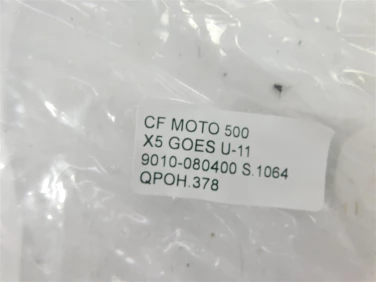 CF MOTO 500
X5 GOES U-11
9010-080400 S.1064
QPOH.378